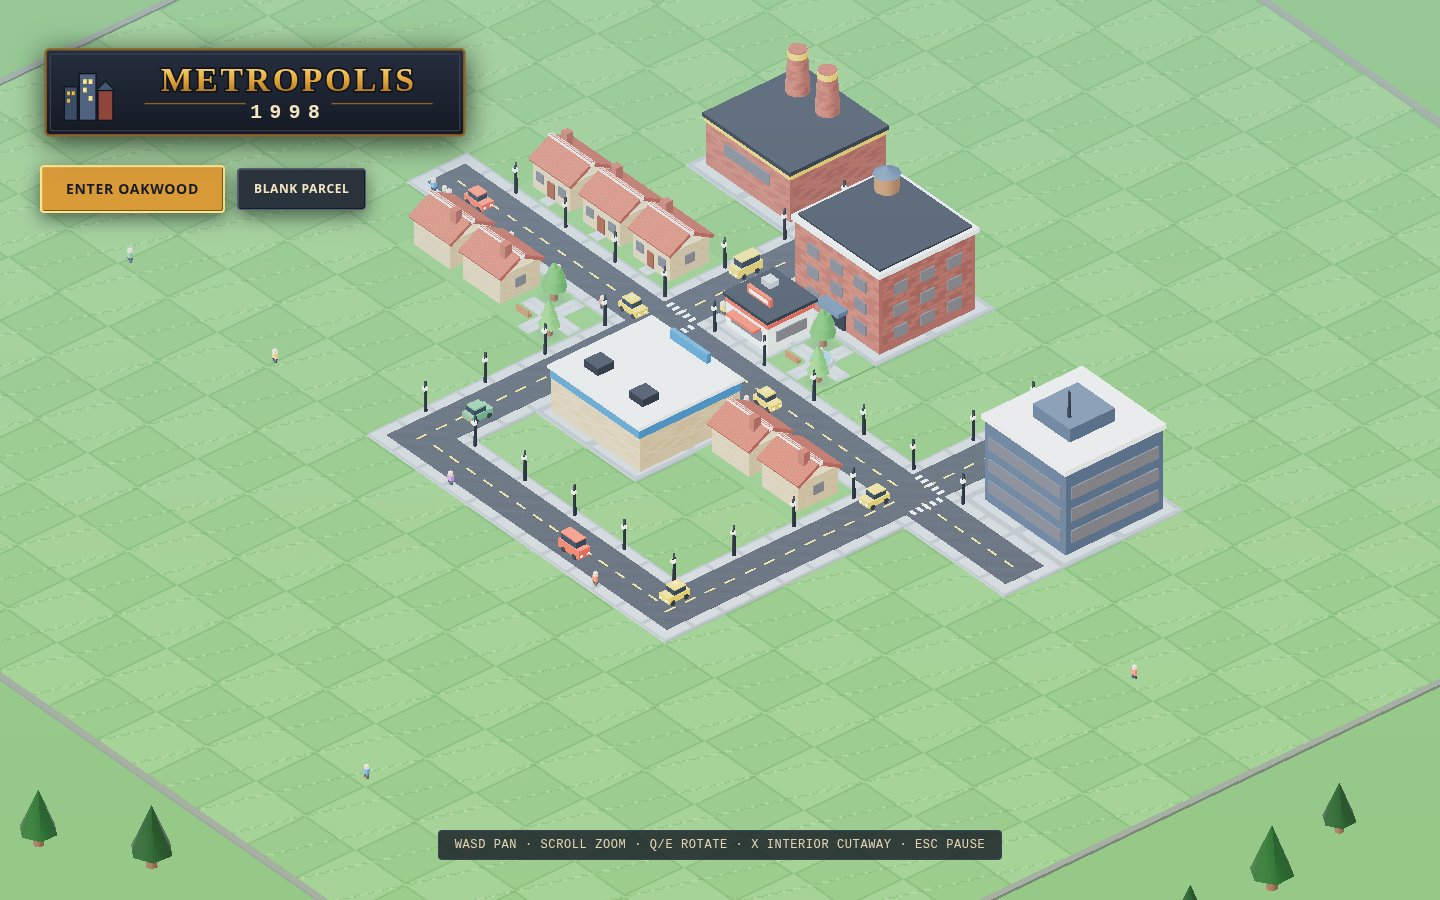 METROPOLIS
1998
ENTER OAKWOOD
BLANK PARCEL
WASD PAN · SCROLL ZOOM · Q/E ROTATE · X INTERIOR CUTAWAY · ESC PAUSE